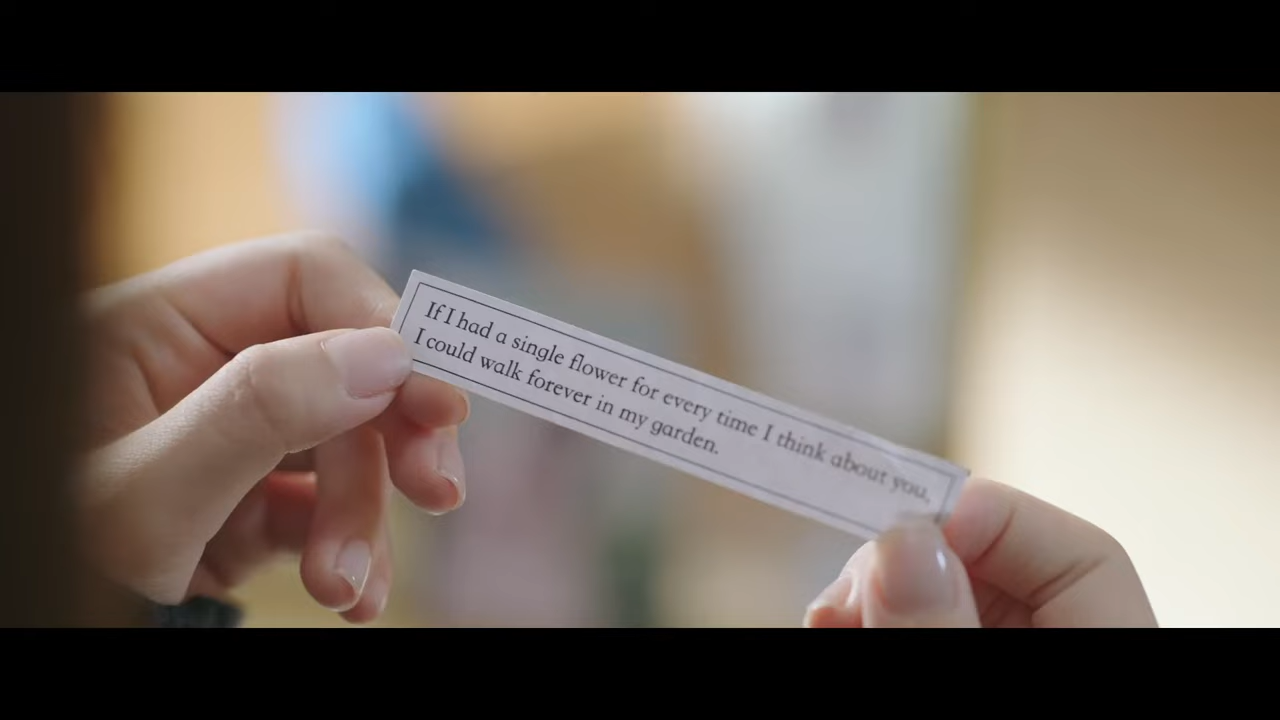 If I had a single flower for every time I think about you,
I could walk forever in my garden.